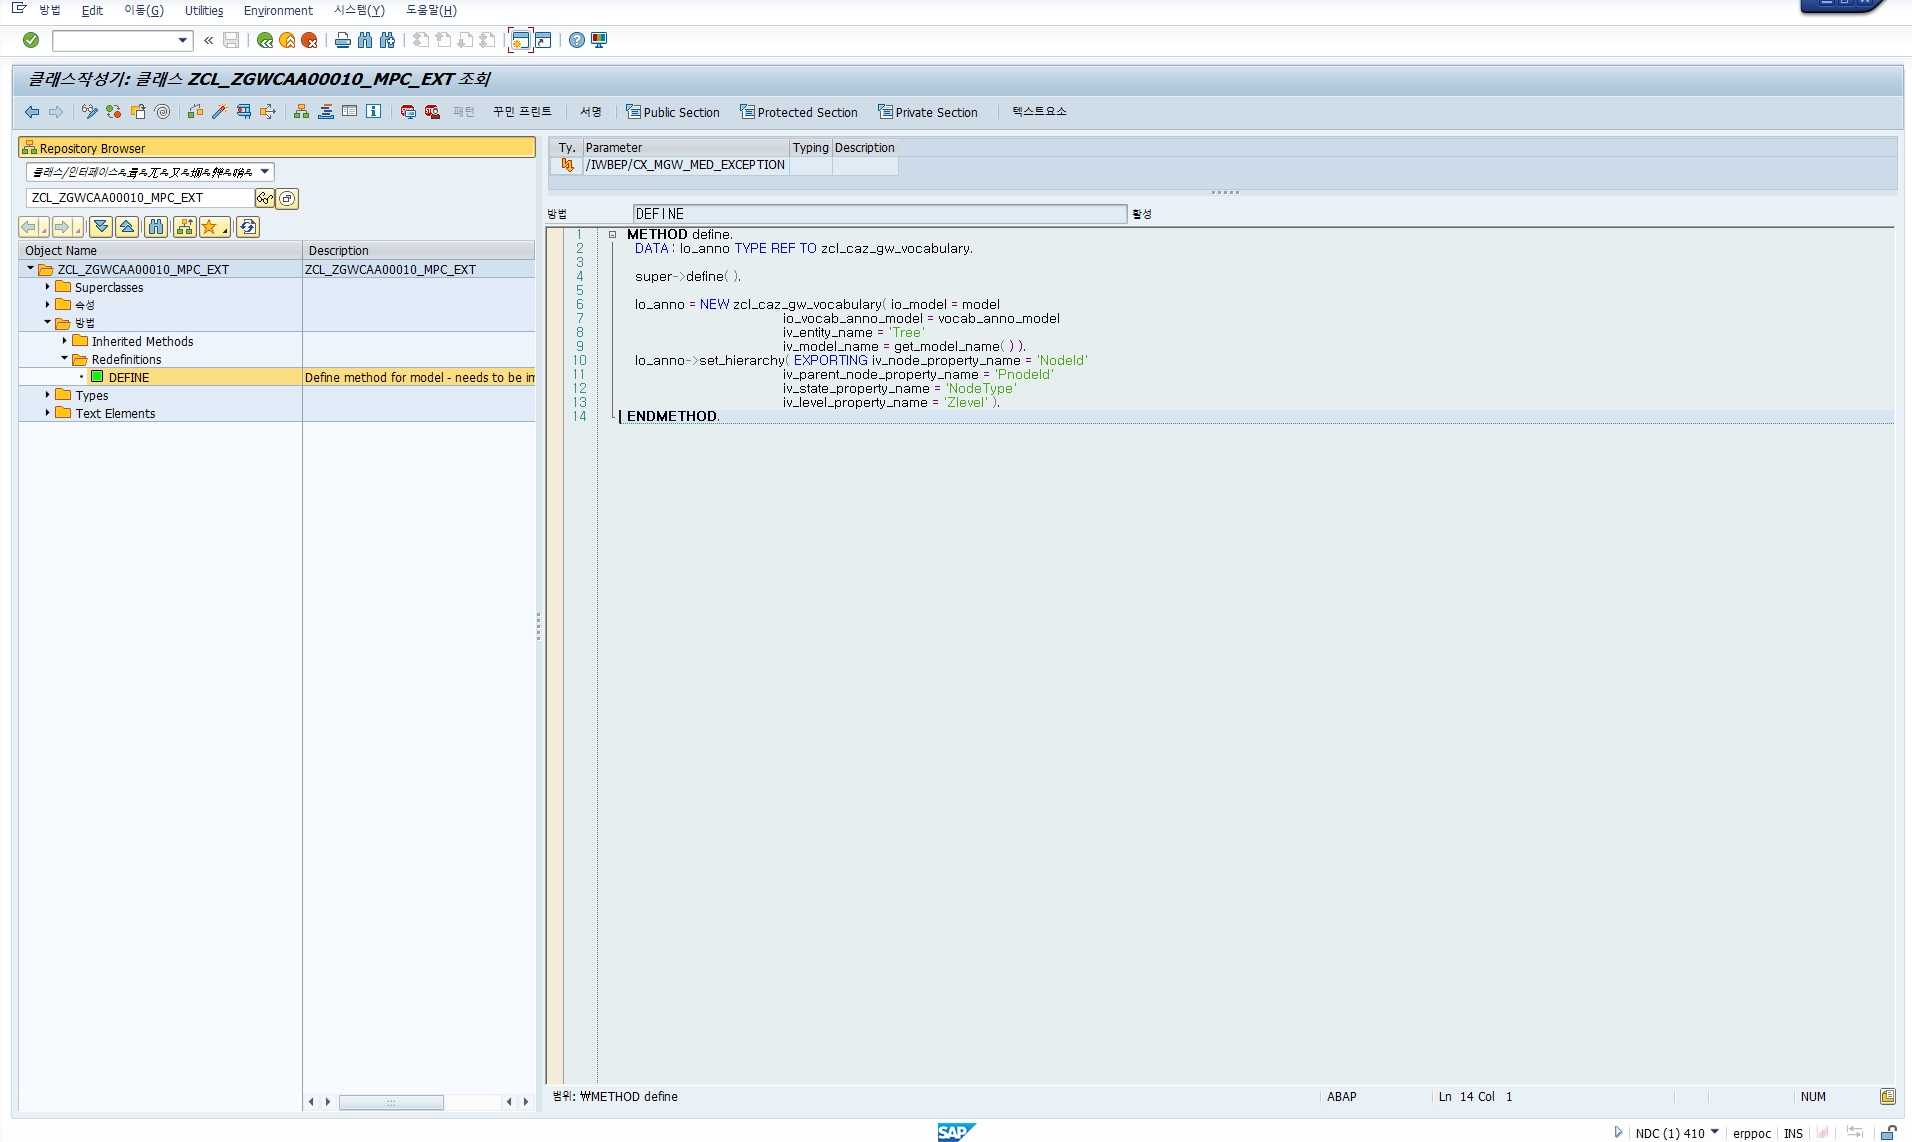 방법 Edit 이동(G) Utilities Environment 시스템(Y) 도움말(H)
클래스작성기: 클래스 ZCL_ZGWCAA00010_MPC_EXT 조회
패턴 꾸민 프린트 서명 Public Section Protected Section Private Section 텍스트요소
Repository Browser
클래스/인터페이스
ZCL_ZGWCAA00010_MPC_EXT
Object Name Description
ZCL_ZGWCAA00010_MPC_EXT ZCL_ZGWCAA00010_MPC_EXT
Superclasses
속성
방법
Inherited Methods
Redefinitions
DEFINE Define method for model - needs to be im
Types
Text Elements
Ty. Parameter Typing Description
/IWBEP/CX_MGW_MED_EXCEPTION
방법 DEFINE 활성
1 METHOD define.
2 DATA : lo_anno TYPE REF TO zcl_caz_gw_vocabulary.
3
4 super->define( ).
5
6 lo_anno = NEW zcl_caz_gw_vocabulary( io_model = model
7 io_vocab_anno_model = vocab_anno_model
8 iv_entity_name = 'Tree'
9 iv_model_name = get_model_name( ) ).
10 lo_anno->set_hierarchy( EXPORTING iv_node_property_name = 'NodeId'
11 iv_parent_node_property_name = 'PnodeId'
12 iv_state_property_name = 'NodeType'
13 iv_level_property_name = 'Zlevel' ).
14 ENDMETHOD.
범위: ₩METHOD define ABAP Ln 14 Col 1 NUM
SAP
NDC (1) 410 erppoc INS